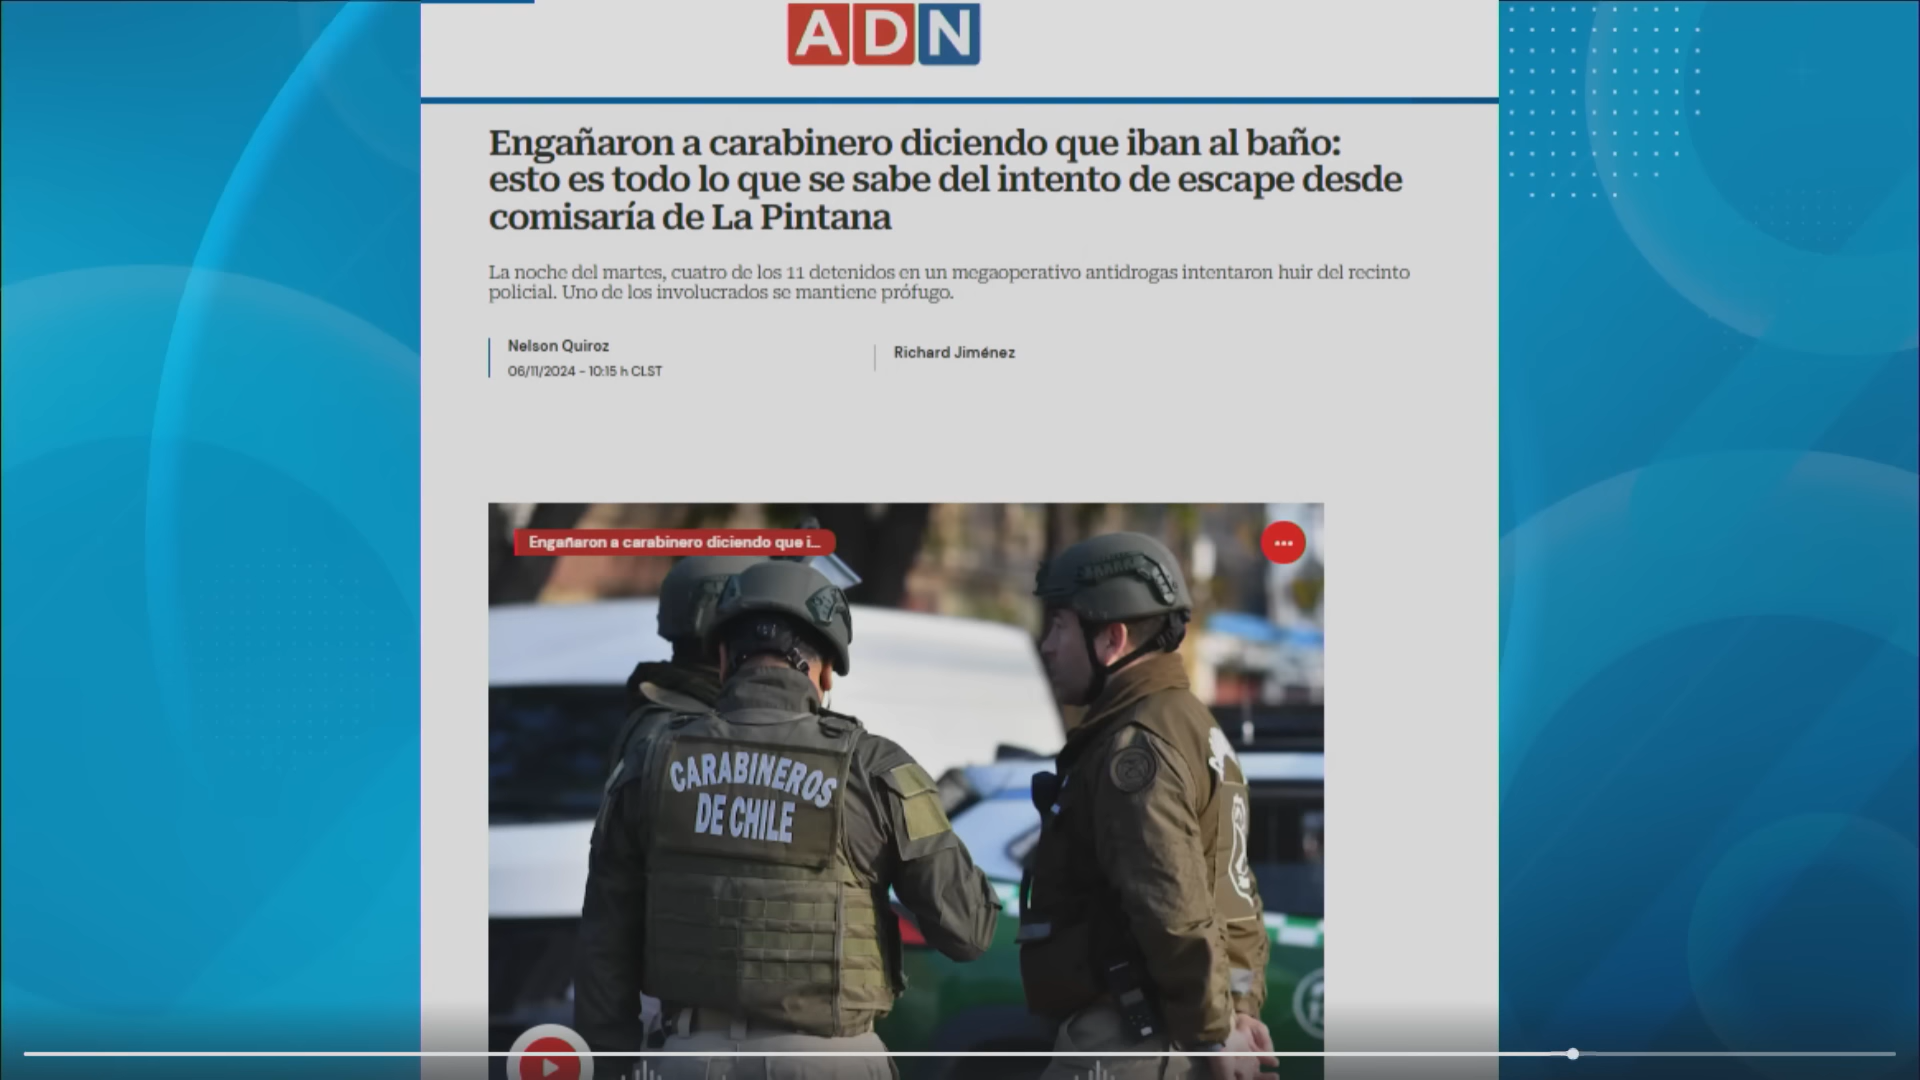 ADN
Engañaron a carabinero diciendo que iban al baño:
esto es todo lo que se sabe del intento de escape desde
comisaría de La Pintana
La noche del martes, cuatro de los 11 detenidos en un megaoperativo antidrogas intentaron huir del recinto
policial. Uno de los involucrados se mantiene prófugo.
Nelson Quiroz
06/11/2024 - 10:15 h CLST
Richard Jiménez
Engañaron a carabinero diciendo que i...
CARABINEROS
DE CHILE